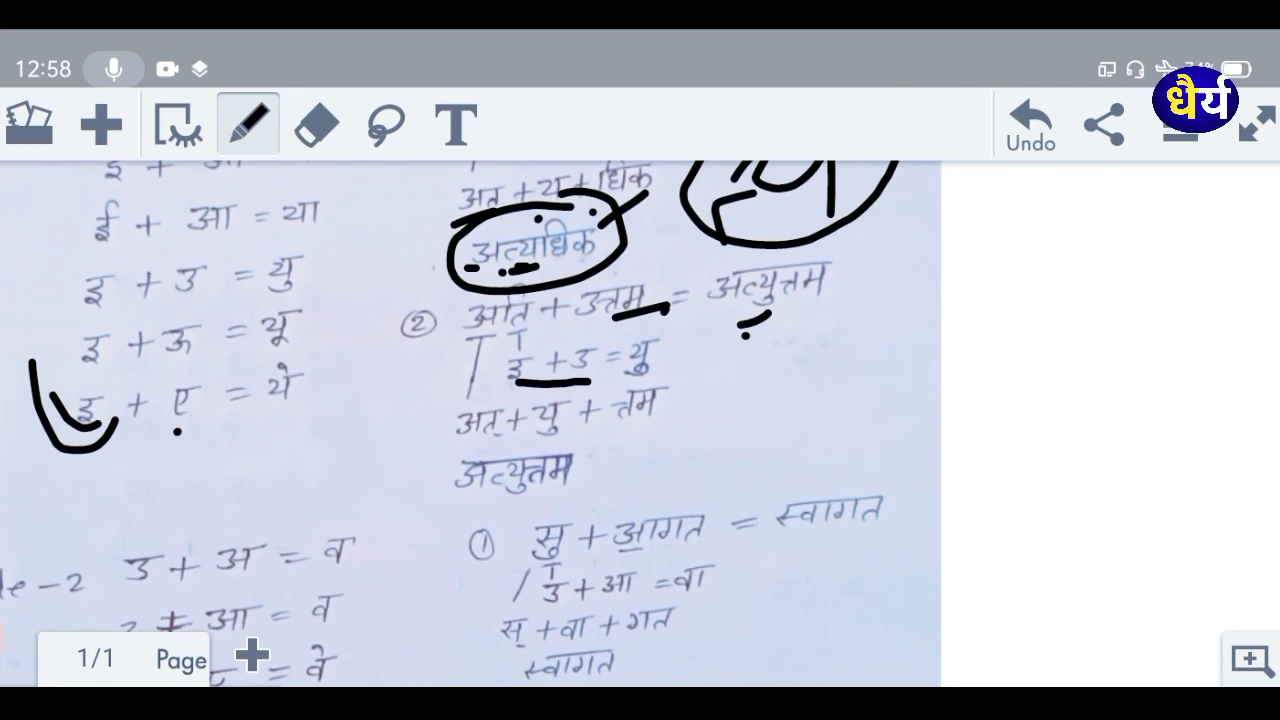 12:58
74%
धैर्य
T
Undo
ई + आ = या
इ + उ = यु
इ + ऊ = यू
इ + ए = ये
उ + अ = व
आ = व
= वे
अत् + य + धिक
अत्यधिक
② अति + उत्तम = अत्युत्तम
इ + उ = यु
अत् + यु + त्तम
अत्युत्तम
① सु + आगत = स्वागत
उ + आ = वा
स् + वा + गत
स्वागत
1/1 Page